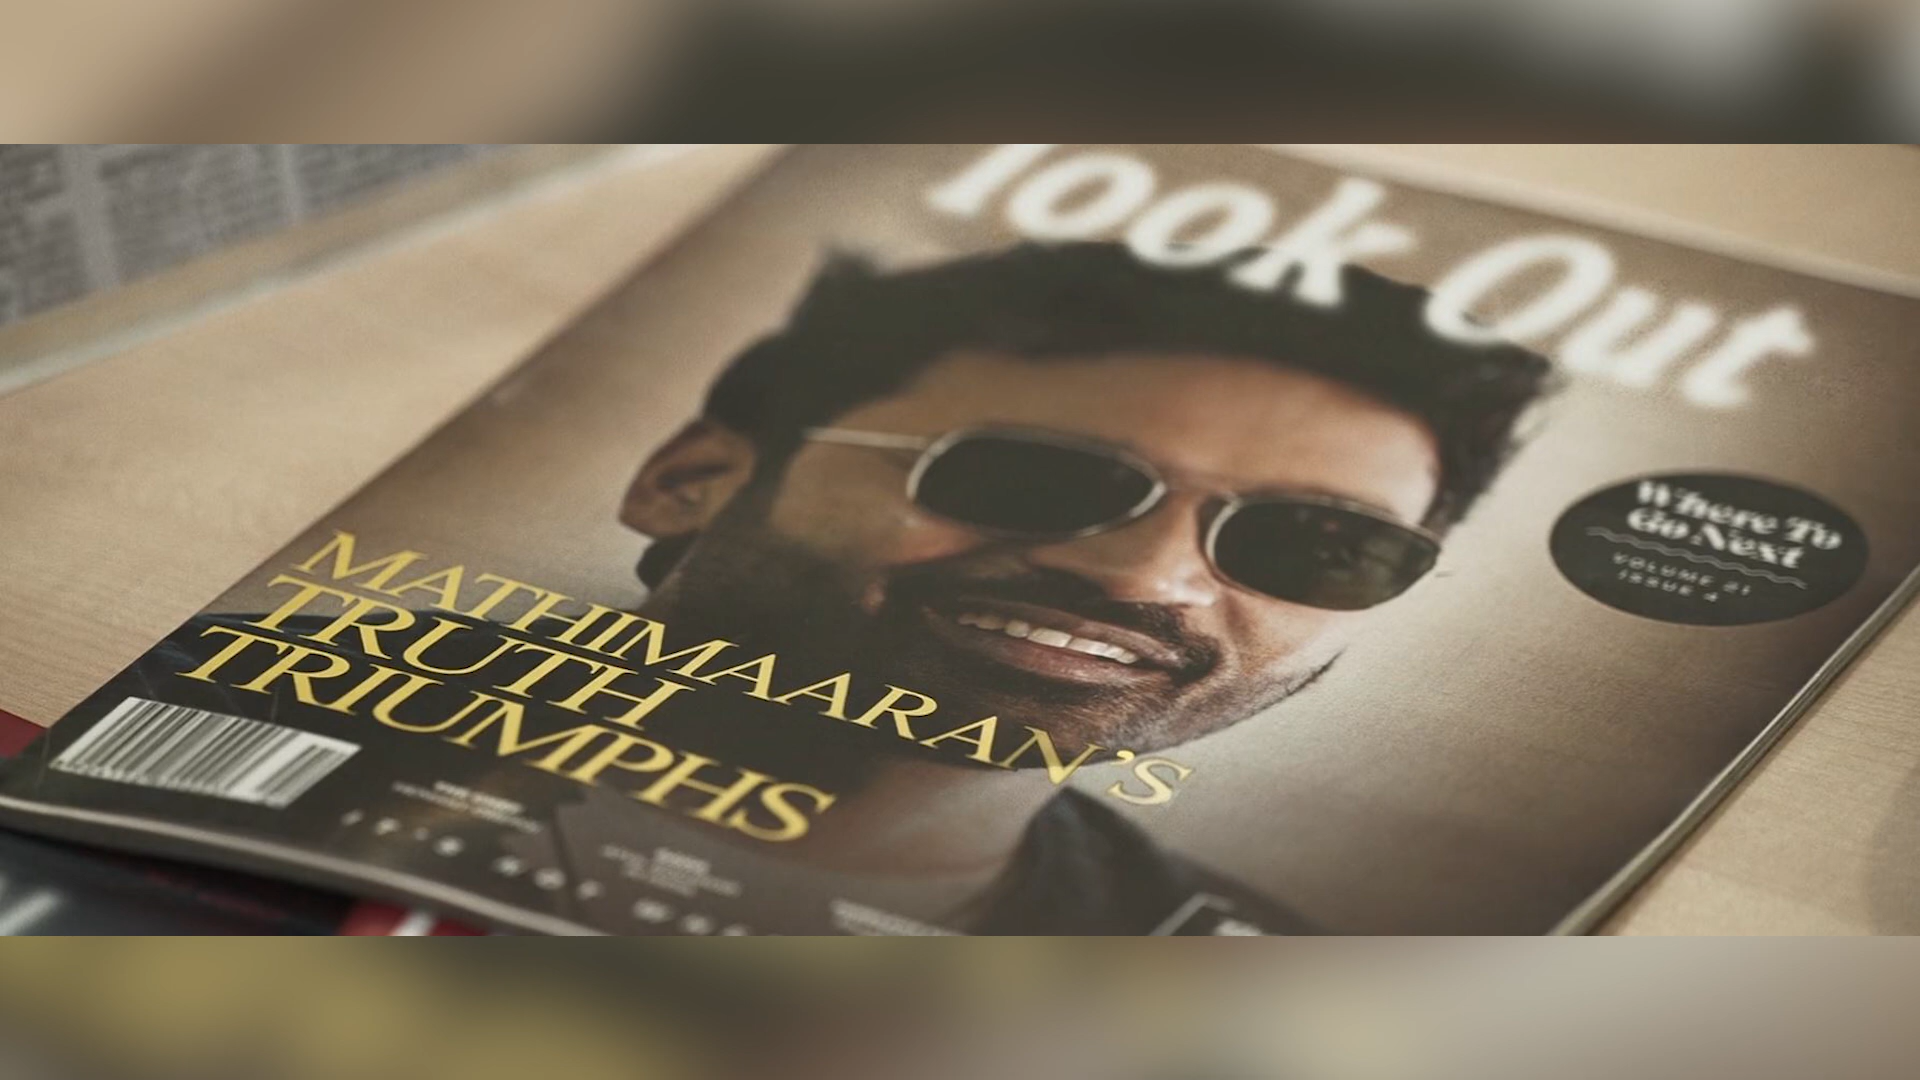 look Out
Where To
Go Next
VOLUME 21
ISSUE 4
MATHIMAARAN'S
TRUTH
TRIUMPHS